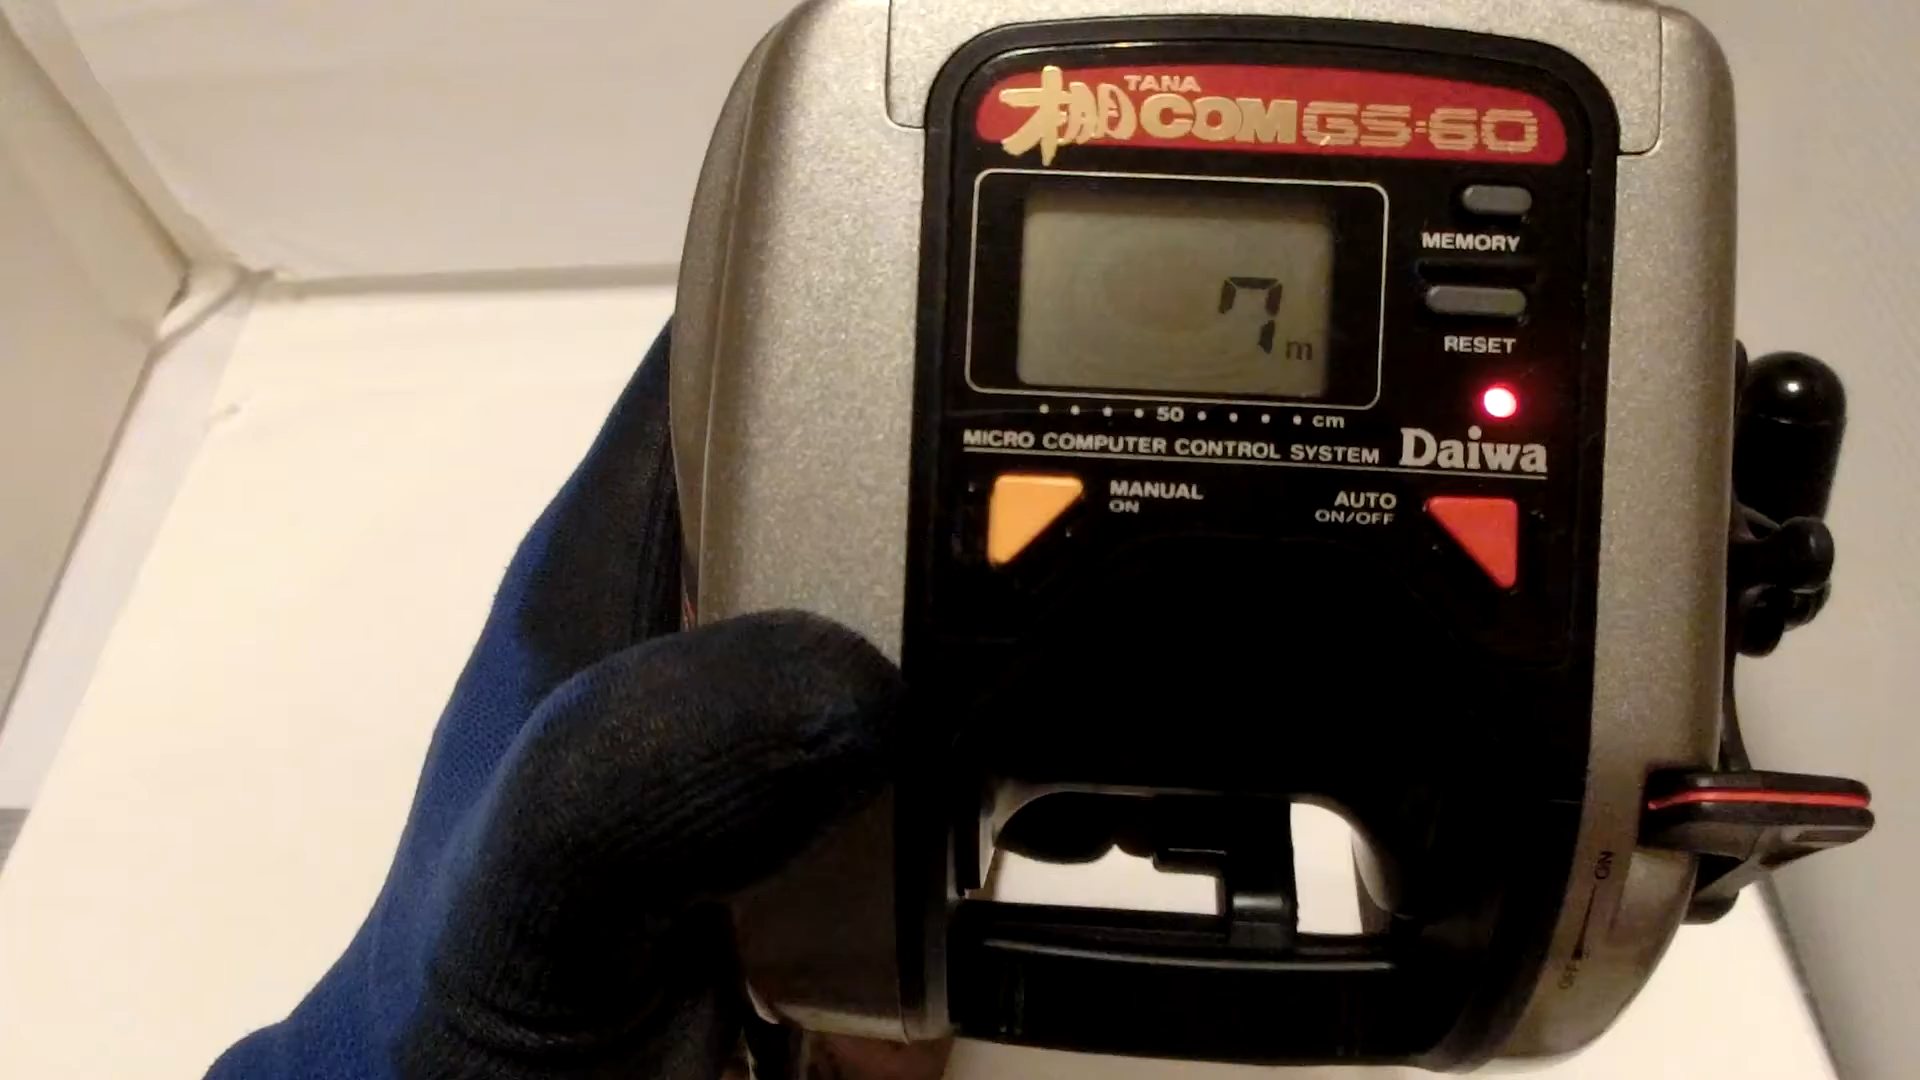 TANA
棚COM GS-60
MEMORY
7m
RESET
50 cm
MICRO COMPUTER CONTROL SYSTEM Daiwa
MANUAL
ON
AUTO
ON/OFF
ON
OFF